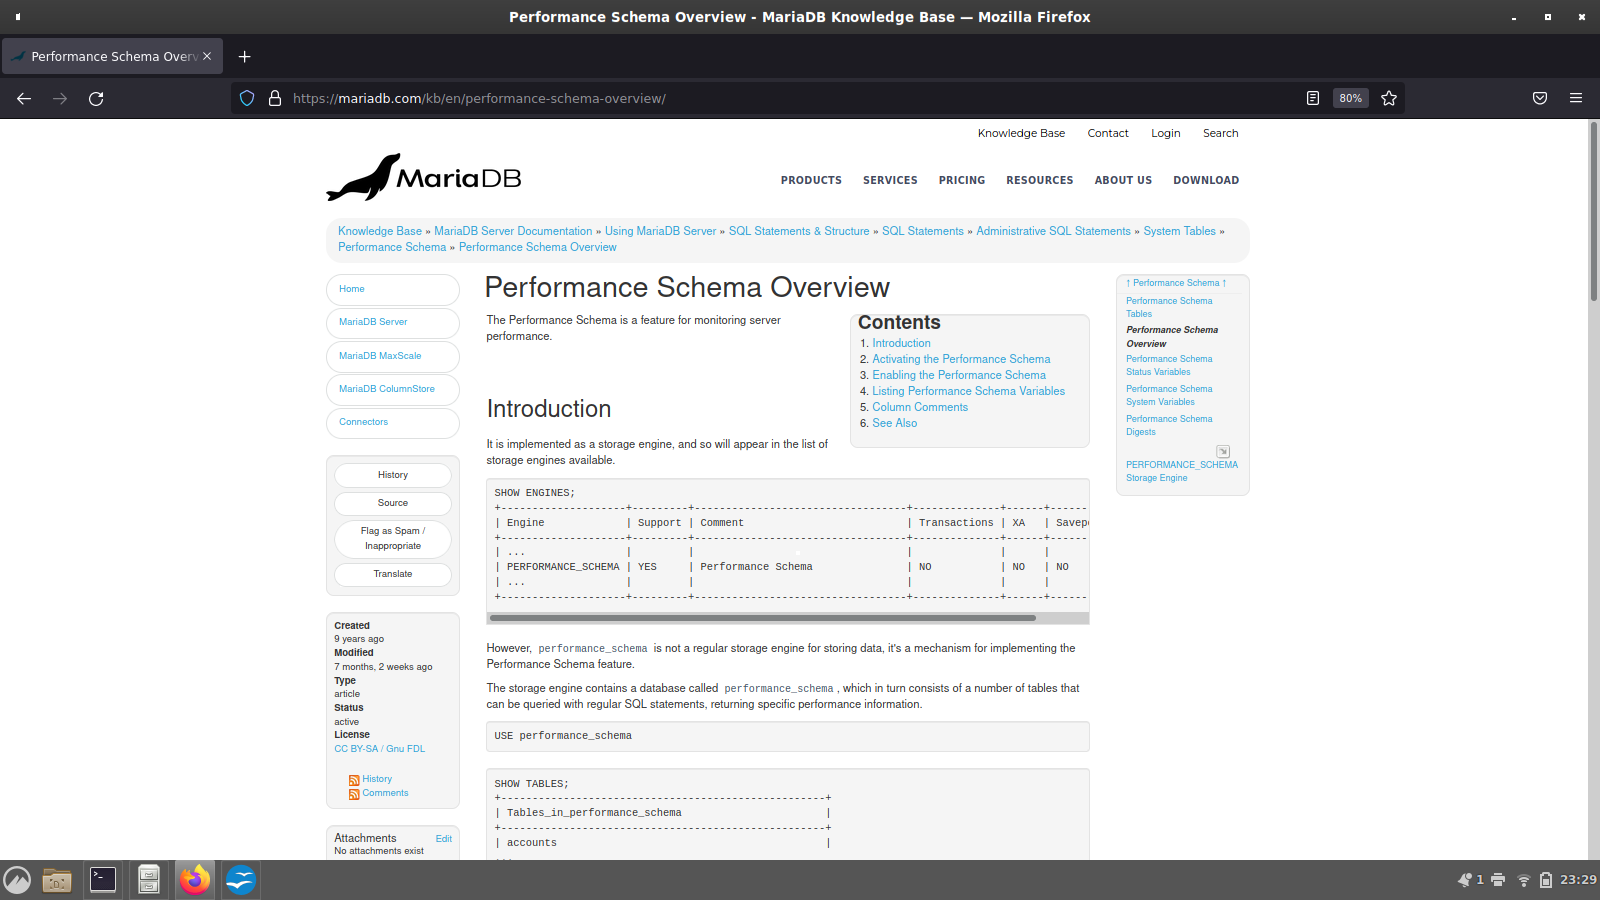 Performance Schema Overview - MariaDB Knowledge Base — Mozilla Firefox
Performance Schema Overv
https://mariadb.com/kb/en/performance-schema-overview/
80%
Knowledge Base Contact Login Search
MariaDB
PRODUCTS SERVICES PRICING RESOURCES ABOUT US DOWNLOAD
Knowledge Base » MariaDB Server Documentation » Using MariaDB Server » SQL Statements & Structure » SQL Statements » Administrative SQL Statements » System Tables »
Performance Schema » Performance Schema Overview
Home
MariaDB Server
MariaDB MaxScale
MariaDB ColumnStore
Connectors
History
Source
Flag as Spam /
Inappropriate
Translate
Created
9 years ago
Modified
7 months, 2 weeks ago
Type
article
Status
active
License
CC BY-SA / Gnu FDL
History
Comments
Attachments Edit
No attachments exist
Performance Schema Overview
The Performance Schema is a feature for monitoring server
performance.
Contents
1. Introduction
2. Activating the Performance Schema
3. Enabling the Performance Schema
4. Listing Performance Schema Variables
5. Column Comments
6. See Also
Introduction
It is implemented as a storage engine, and so will appear in the list of
storage engines available.
SHOW ENGINES;
+--------------------+---------+----------------------------------+--------------+------+------
| Engine | Support | Comment | Transactions | XA | Savep
+--------------------+---------+----------------------------------+--------------+------+------
| ... | | | | |
| PERFORMANCE_SCHEMA | YES | Performance Schema | NO | NO | NO
| ... | | | | |
+--------------------+---------+----------------------------------+--------------+------+------
However, performance_schema is not a regular storage engine for storing data, it's a mechanism for implementing the
Performance Schema feature.
The storage engine contains a database called performance_schema, which in turn consists of a number of tables that
can be queried with regular SQL statements, returning specific performance information.
USE performance_schema
SHOW TABLES;
+----------------------------------------------------+
| Tables_in_performance_schema |
+----------------------------------------------------+
| accounts |
...
↑ Performance Schema ↑
Performance Schema
Tables
Performance Schema
Overview
Performance Schema
Status Variables
Performance Schema
System Variables
Performance Schema
Digests
PERFORMANCE_SCHEMA
Storage Engine
1
23:29